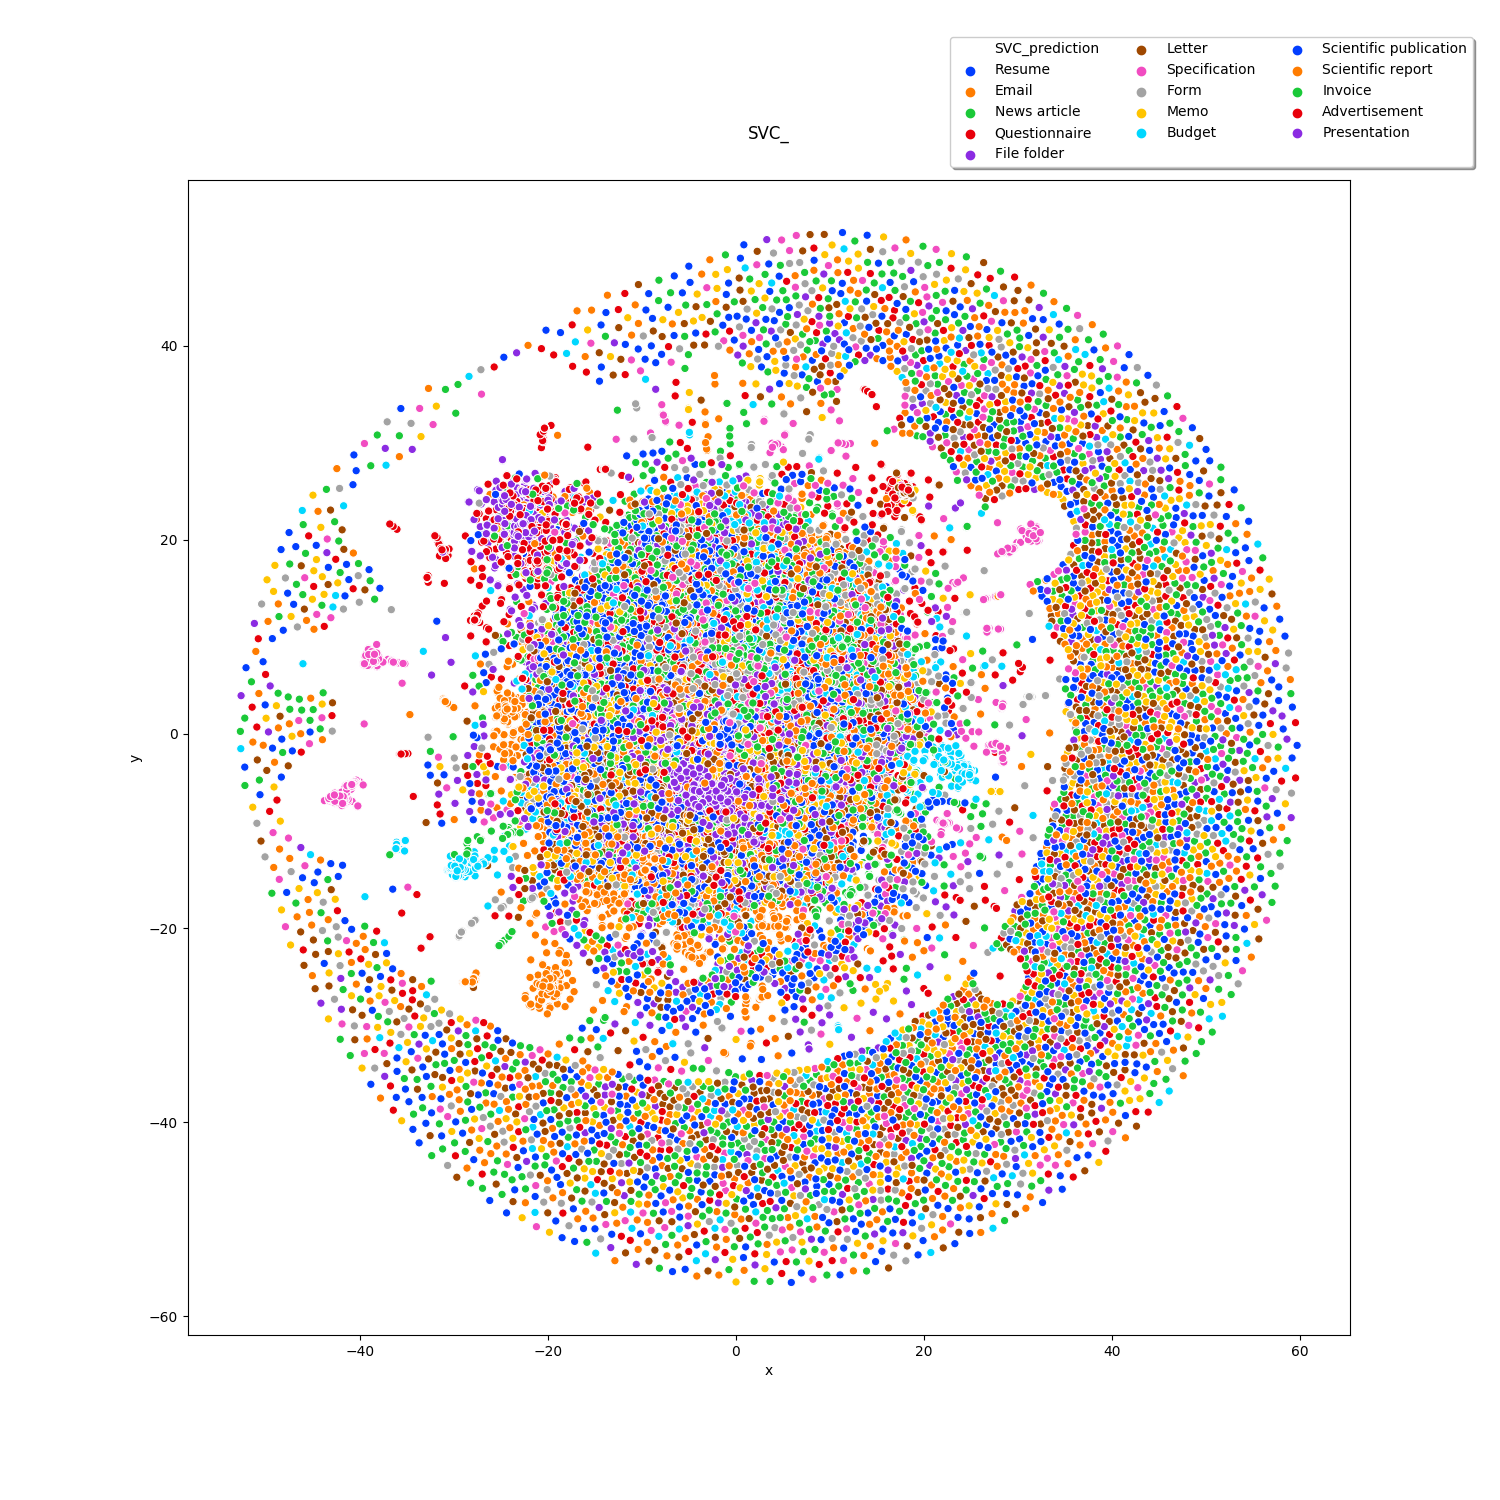 SVC_prediction
Resume
Email
News article
Questionnaire
File folder
Letter
Specification
Form
Memo
Budget
Scientific publication
Scientific report
Invoice
Advertisement
Presentation
SVC_
40
20
0
−20
−40
−60
y
−40
−20
0
20
40
60
x